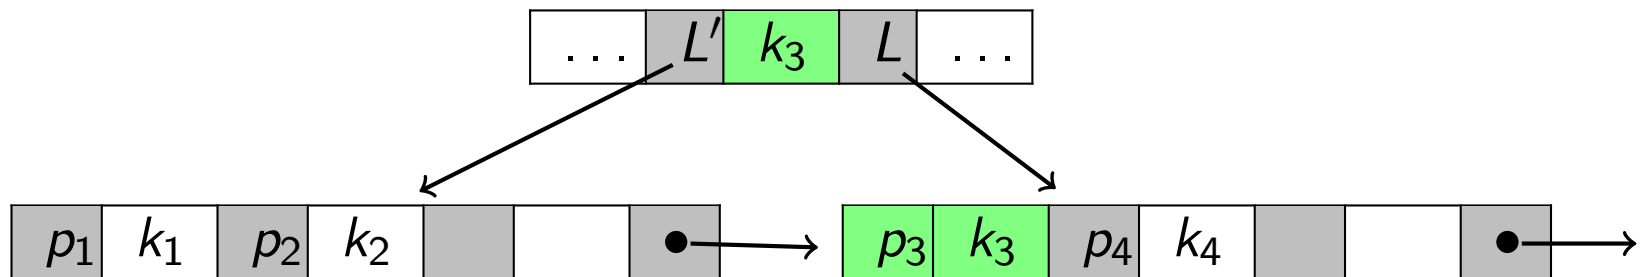 ... L′ k₃ L ...
p₁ k₁ p₂ k₂ p₃ k₃ p₄ k₄